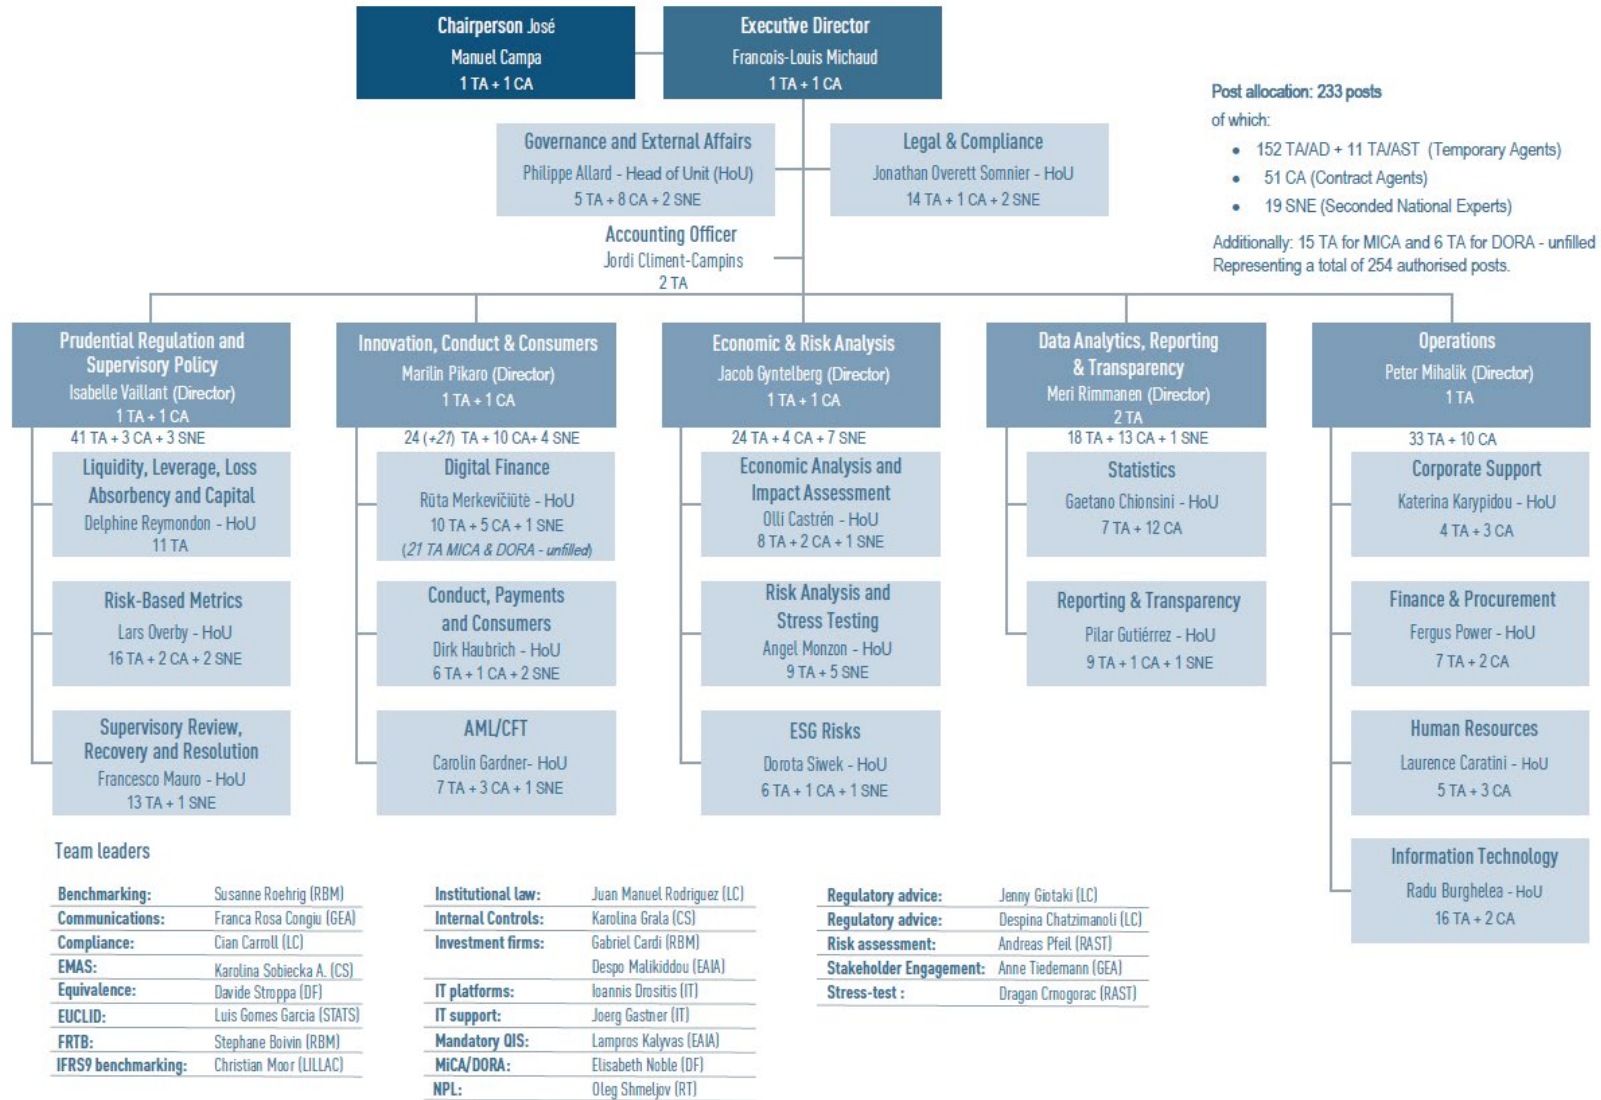 Chairperson José
Manuel Campa
1 TA + 1 CA
Executive Director
Francois-Louis Michaud
1 TA + 1 CA
Post allocation: 233 posts
of which:
• 152 TA/AD + 11 TA/AST (Temporary Agents)
• 51 CA (Contract Agents)
• 19 SNE (Seconded National Experts)
Additionally: 15 TA for MICA and 6 TA for DORA - unfilled
Representing a total of 254 authorised posts.
Governance and External Affairs
Philippe Allard - Head of Unit (HoU)
5 TA + 8 CA + 2 SNE
Legal & Compliance
Jonathan Overett Somnier - HoU
14 TA + 1 CA + 2 SNE
Accounting Officer
Jordi Climent-Campins
2 TA
Prudential Regulation and
Supervisory Policy
Isabelle Vaillant (Director)
1 TA + 1 CA
41 TA + 3 CA + 3 SNE
Liquidity, Leverage, Loss
Absorbency and Capital
Delphine Reymondon - HoU
11 TA
Risk-Based Metrics
Lars Overby - HoU
16 TA + 2 CA + 2 SNE
Supervisory Review,
Recovery and Resolution
Francesco Mauro - HoU
13 TA + 1 SNE
Innovation, Conduct & Consumers
Marilin Pikaro (Director)
1 TA + 1 CA
24 (+21) TA + 10 CA+ 4 SNE
Digital Finance
Rūta Merkevičiūtė - HoU
10 TA + 5 CA + 1 SNE
(21 TA MICA & DORA - unfilled)
Conduct, Payments
and Consumers
Dirk Haubrich - HoU
6 TA + 1 CA + 2 SNE
AML/CFT
Carolin Gardner- HoU
7 TA + 3 CA + 1 SNE
Economic & Risk Analysis
Jacob Gyntelberg (Director)
1 TA + 1 CA
24 TA + 4 CA + 7 SNE
Economic Analysis and
Impact Assessment
Olli Castrén - HoU
8 TA + 2 CA + 1 SNE
Risk Analysis and
Stress Testing
Angel Monzon - HoU
9 TA + 5 SNE
ESG Risks
Dorota Siwek - HoU
6 TA + 1 CA + 1 SNE
Data Analytics, Reporting
& Transparency
Meri Rimmanen (Director)
2 TA
18 TA + 13 CA + 1 SNE
Statistics
Gaetano Chionsini - HoU
7 TA + 12 CA
Reporting & Transparency
Pilar Gutiérrez - HoU
9 TA + 1 CA + 1 SNE
Operations
Peter Mihalik (Director)
1 TA
33 TA + 10 CA
Corporate Support
Katerina Karypidou - HoU
4 TA + 3 CA
Finance & Procurement
Fergus Power - HoU
7 TA + 2 CA
Human Resources
Laurence Caratini - HoU
5 TA + 3 CA
Information Technology
Radu Burghelea - HoU
16 TA + 2 CA
Team leaders
Benchmarking: Susanne Roehrig (RBM)
Communications: Franca Rosa Congiu (GEA)
Compliance: Cian Carroll (LC)
EMAS: Karolina Sobiecka A. (CS)
Equivalence: Davide Stroppa (DF)
EUCLID: Luis Gomes Garcia (STATS)
FRTB: Stephane Boivin (RBM)
IFRS9 benchmarking: Christian Moor (LILLAC)
Institutional law: Juan Manuel Rodriguez (LC)
Internal Controls: Karolina Grala (CS)
Investment firms: Gabriel Cardi (RBM)
Despo Malikiddou (EAIA)
IT platforms: Ioannis Drositis (IT)
IT support: Joerg Gastner (IT)
Mandatory QIS: Lampros Kalyvas (EAIA)
MiCA/DORA: Elisabeth Noble (DF)
NPL: Oleg Shmeljov (RT)
Regulatory advice: Jenny Giotaki (LC)
Regulatory advice: Despina Chatzimanoli (LC)
Risk assessment: Andreas Pfeil (RAST)
Stakeholder Engagement: Anne Tiedemann (GEA)
Stress-test : Dragan Crnogorac (RAST)